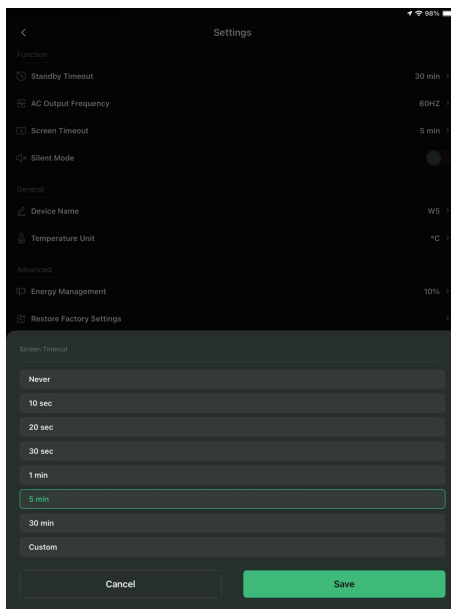 98%
Settings
Function
Standby Timeout 30 min
AC Output Frequency 60HZ
Screen Timeout 5 min
Silent Mode
General
Device Name W5
Temperature Unit °C
Advanced
Energy Management 10%
Restore Factory Settings
Screen Timeout
Never
10 sec
20 sec
30 sec
1 min
5 min
30 min
Custom
Cancel Save